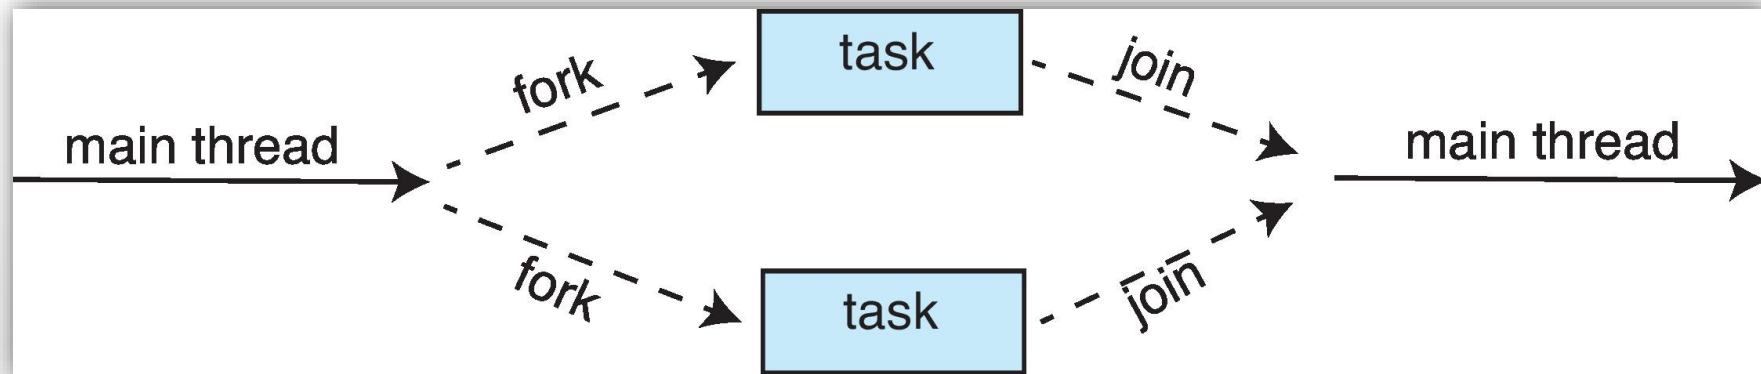 task
fork
join
main thread
main thread
fork
join
task